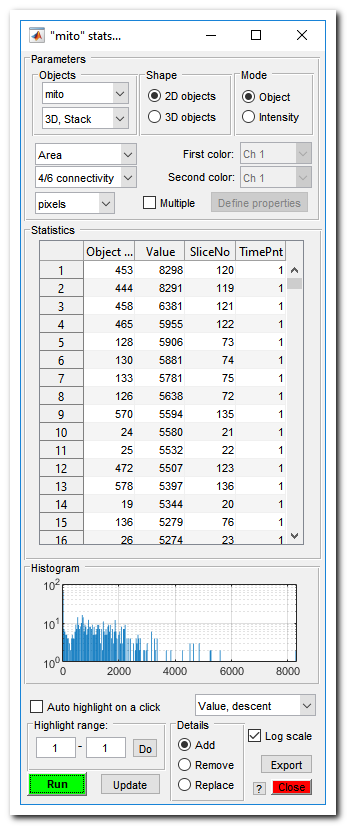 "mito" stats...
Parameters
Objects Shape Mode
mito 2D objects Object
3D, Stack 3D objects Intensity
Area First color: Ch 1
4/6 connectivity Second color: Ch 1
pixels Multiple Define properties
Statistics
Object ... Value SliceNo TimePnt
1 453 8298 120 1
2 444 8291 119 1
3 458 6381 121 1
4 465 5955 122 1
5 128 5906 73 1
6 130 5881 74 1
7 133 5781 75 1
8 126 5638 72 1
9 570 5594 135 1
10 24 5580 21 1
11 25 5532 22 1
12 472 5507 123 1
13 578 5397 136 1
14 19 5344 20 1
15 136 5279 76 1
16 26 5274 23 1
Histogram
10²
10¹
10⁰
0 2000 4000 6000 8000
Auto highlight on a click Value, descent
Highlight range: Details Log scale
1 - 1 Do Add
Remove Export
Run Update Replace ? Close